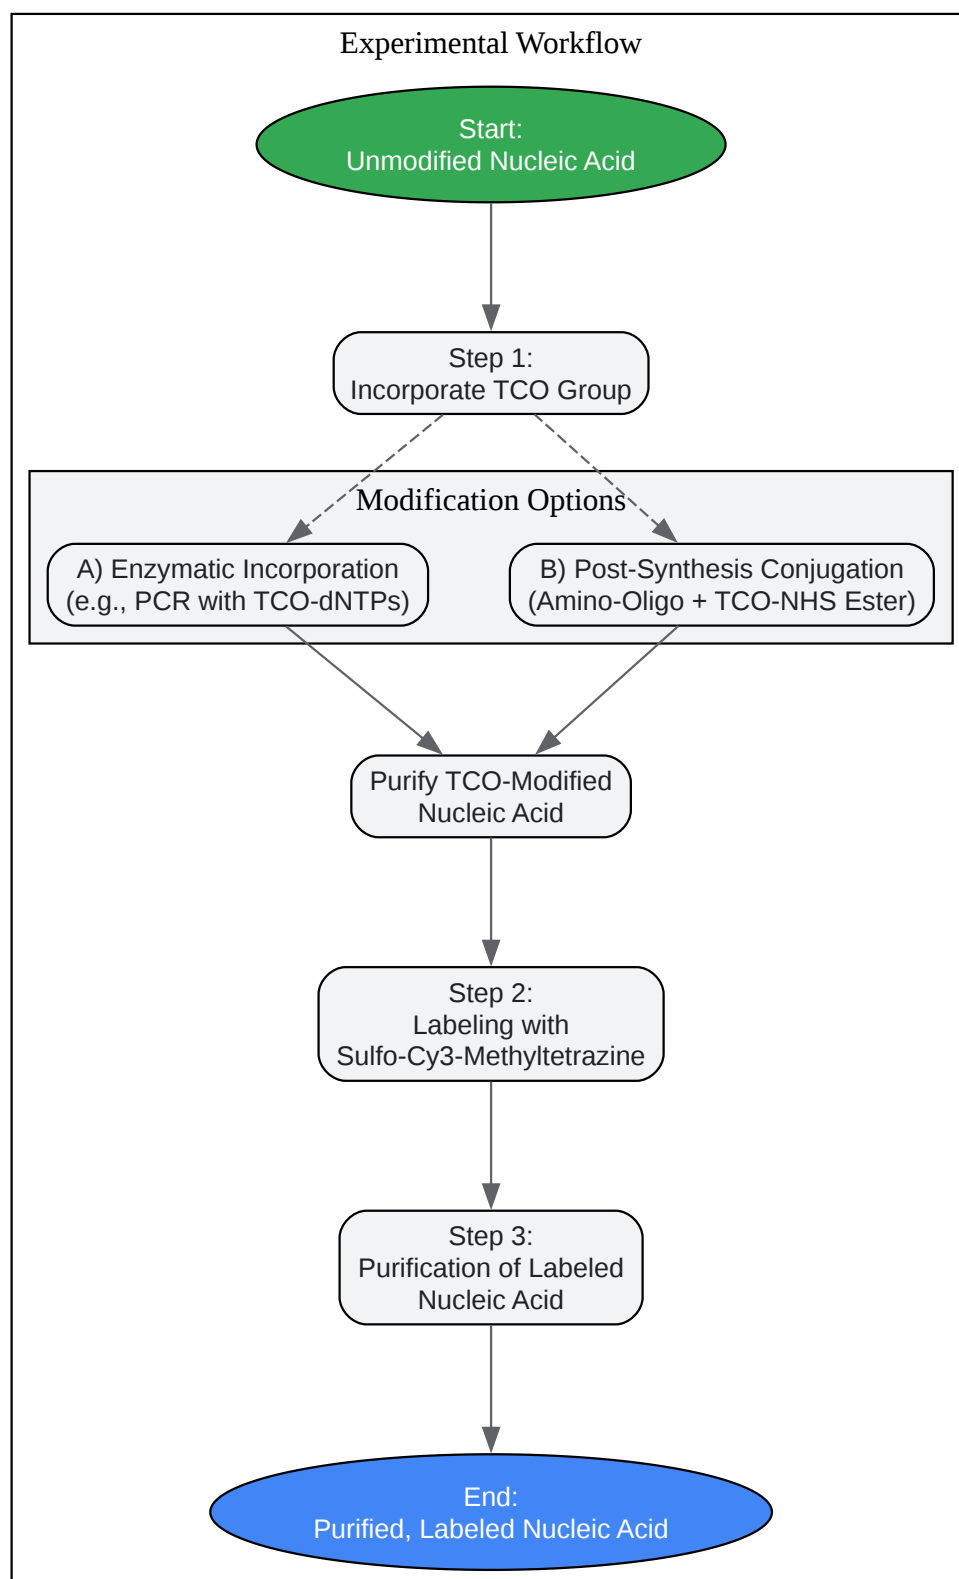 Experimental Workflow
Start:
Unmodified Nucleic Acid
Step 1:
Incorporate TCO Group
Modification Options
A) Enzymatic Incorporation
(e.g., PCR with TCO-dNTPs)
B) Post-Synthesis Conjugation
(Amino-Oligo + TCO-NHS Ester)
Purify TCO-Modified
Nucleic Acid
Step 2:
Labeling with
Sulfo-Cy3-Methyltetrazine
Step 3:
Purification of Labeled
Nucleic Acid
End:
Purified, Labeled Nucleic Acid